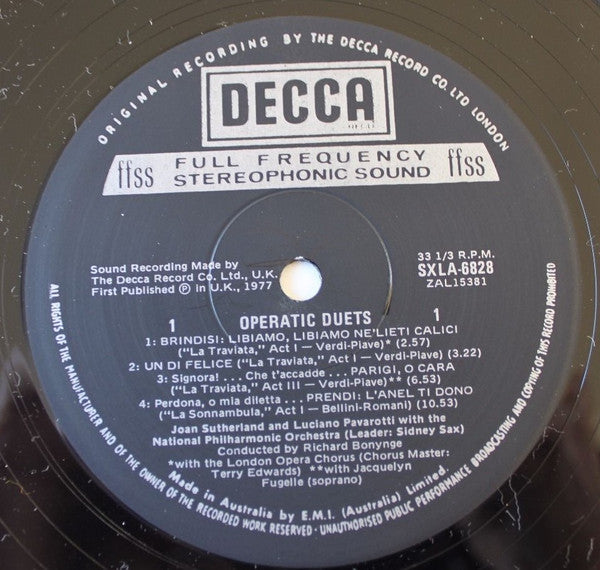 ORIGINAL RECORDING BY THE DECCA RECORD CO. LTD LONDON
DECCA
ffss FULL FREQUENCY STEREOPHONIC SOUND ffss
Sound Recording Made by
The Decca Record Co. Ltd., U.K.
First Published Ⓟ in U.K., 1977
33 1/3 R.P.M.
SXLA-6828
ZAL15381
1 OPERATIC DUETS 1
1: BRINDISI: LIBIAMO, LIBIAMO NE'LIETI CALICI
("La Traviata," Act I — Verdi-Piave)* (2.57)
2: UN DI FELICE ("La Traviata," Act I — Verdi-Piave) (3.22)
3: Signora! . . . Che t'accadde . . . PARIGI, O CARA
("La Traviata," Act III — Verdi-Piave)** (6.53)
4: Perdona, o mia diletta . . . PRENDI: L'ANEL TI DONO
("La Sonnambula," Act I — Bellini-Romani) (10.53)
Joan Sutherland and Luciano Pavarotti with the
National Philharmonic Orchestra (Leader: Sidney Sax)
Conducted by Richard Bonynge
*with the London Opera Chorus (Chorus Master:
Terry Edwards) **with Jacquelyn
Fugelle (soprano)
Made in Australia by E.M.I. (Australia) Limited.
ALL RIGHTS OF THE MANUFACTURER AND OF THE OWNER OF THE RECORDED WORK RESERVED · UNAUTHORISED PUBLIC PERFORMANCE BROADCASTING AND COPYING OF THIS RECORD PROHIBITED